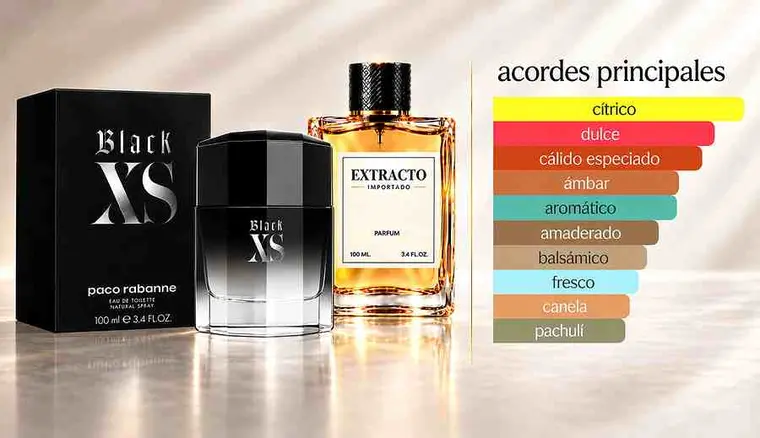 Black
XS
paco rabanne
EAU DE TOILETTE
NATURAL SPRAY
100 ml ℮ 3.4 FL.OZ.
Black
XS
EXTRACTO
IMPORTADO
PARFUM
100 ML. 3.4 FL.OZ.
acordes principales
cítrico
dulce
cálido especiado
ámbar
aromático
amaderado
balsámico
fresco
canela
pachulí